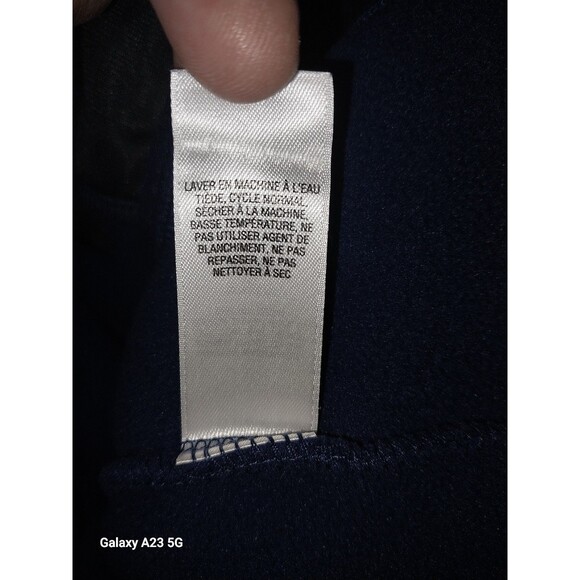 LAVER EN MACHINE À L'EAU
TIÈDE, CYCLE NORMAL,
SÉCHER À LA MACHINE,
BASSE TEMPÉRATURE, NE
PAS UTILISER AGENT DE
BLANCHIMENT, NE PAS
REPASSER, NE PAS
NETTOYER À SEC
Galaxy A23 5G